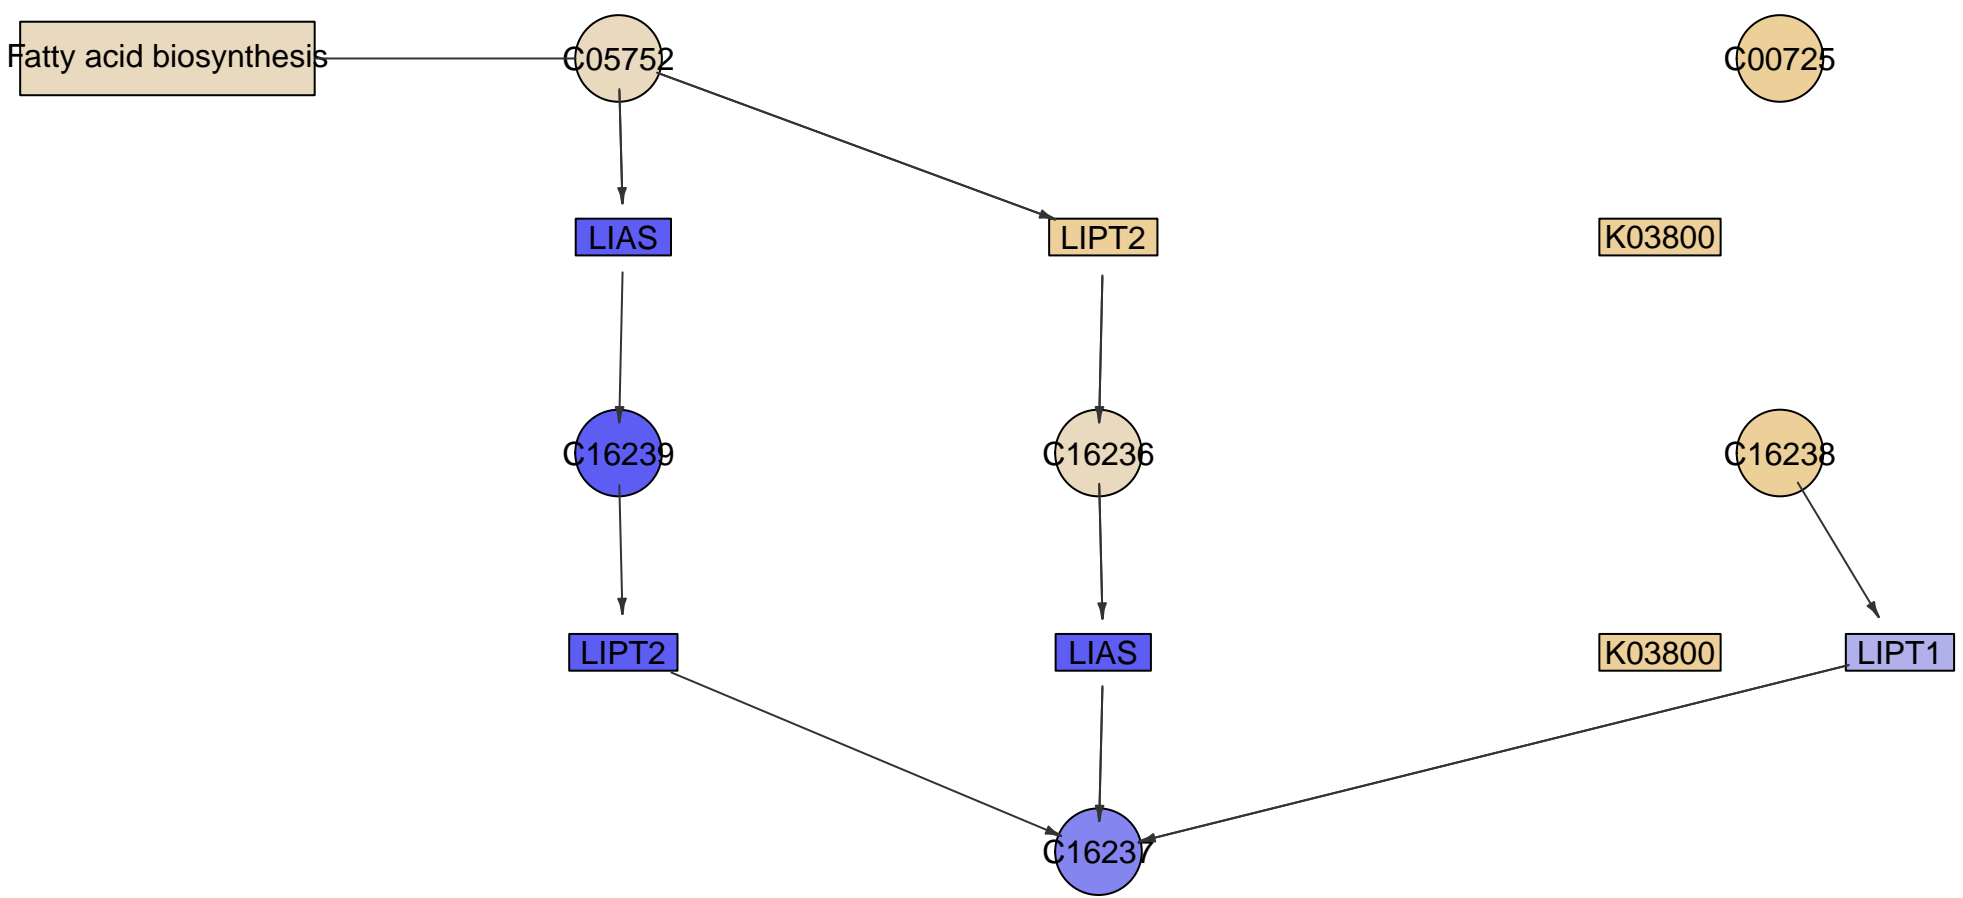 Fatty acid biosynthesis
C05752
C00725
LIAS
LIPT2
K03800
C16239
C16236
C16238
LIPT2
LIAS
K03800
LIPT1
C16237